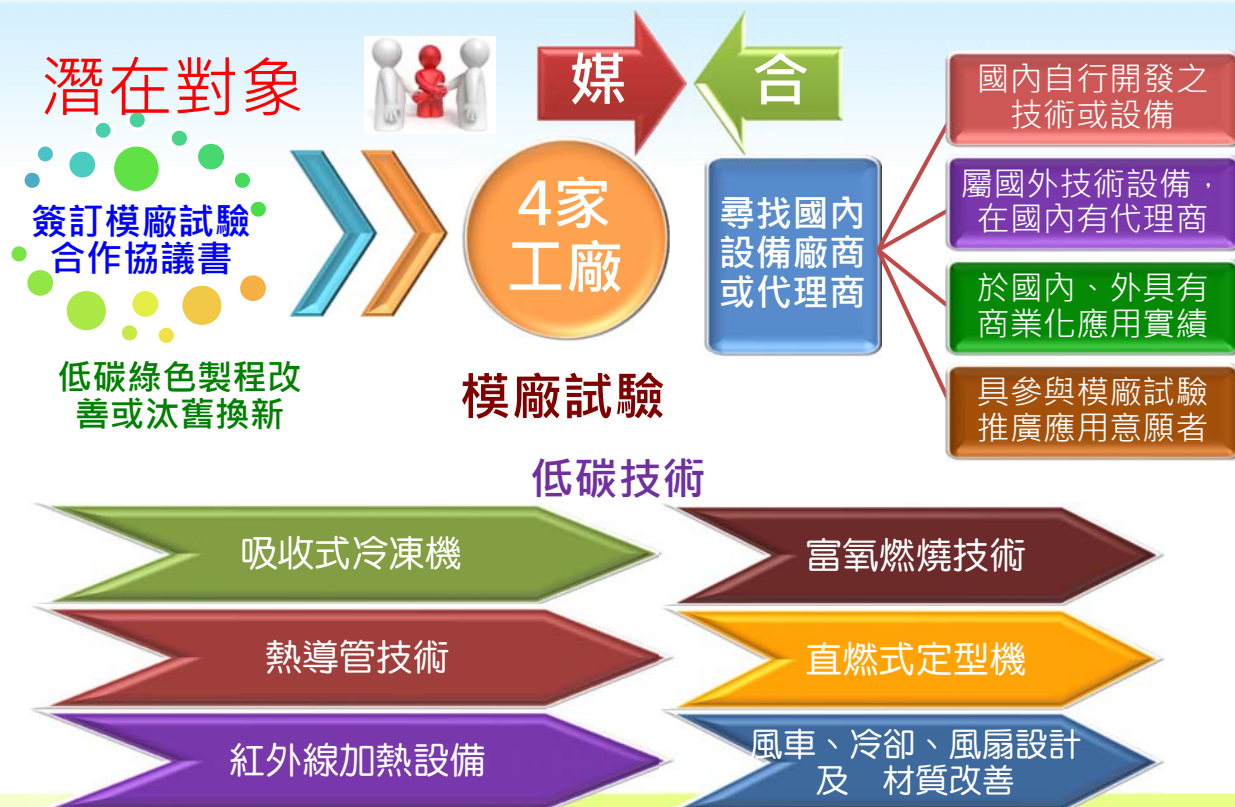 潛在對象
媒
合
簽訂模廠試驗
合作協議書
低碳綠色製程改
善或汰舊換新
4家
工廠
模廠試驗
尋找國內
設備廠商
或代理商
國內自行開發之
技術或設備
屬國外技術設備，
在國內有代理商
於國內、外具有
商業化應用實績
具參與模廠試驗
推廣應用意願者
低碳技術
吸收式冷凍機
富氧燃燒技術
熱導管技術
直燃式定型機
紅外線加熱設備
風車、冷卻、風扇設計
及　材質改善